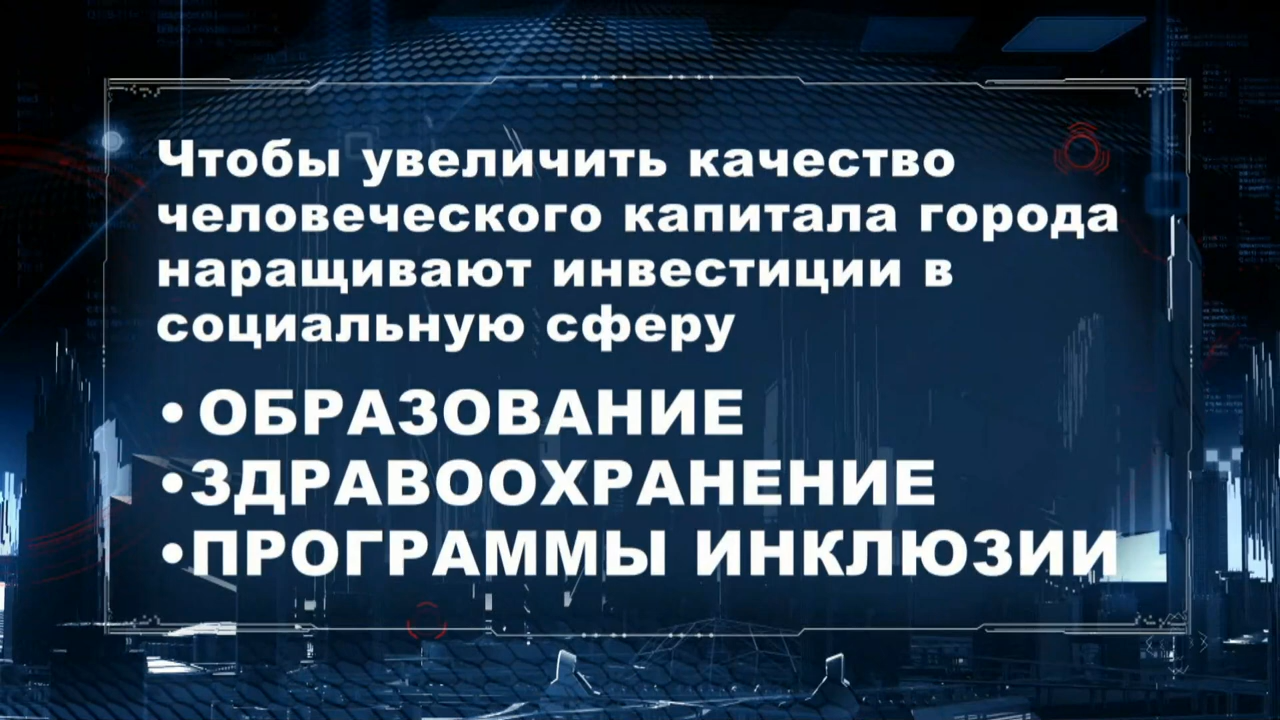 Чтобы увеличить качество
человеческого капитала города
наращивают инвестиции в
социальную сферу
• ОБРАЗОВАНИЕ
•ЗДРАВООХРАНЕНИЕ
•ПРОГРАММЫ ИНКЛЮЗИИ